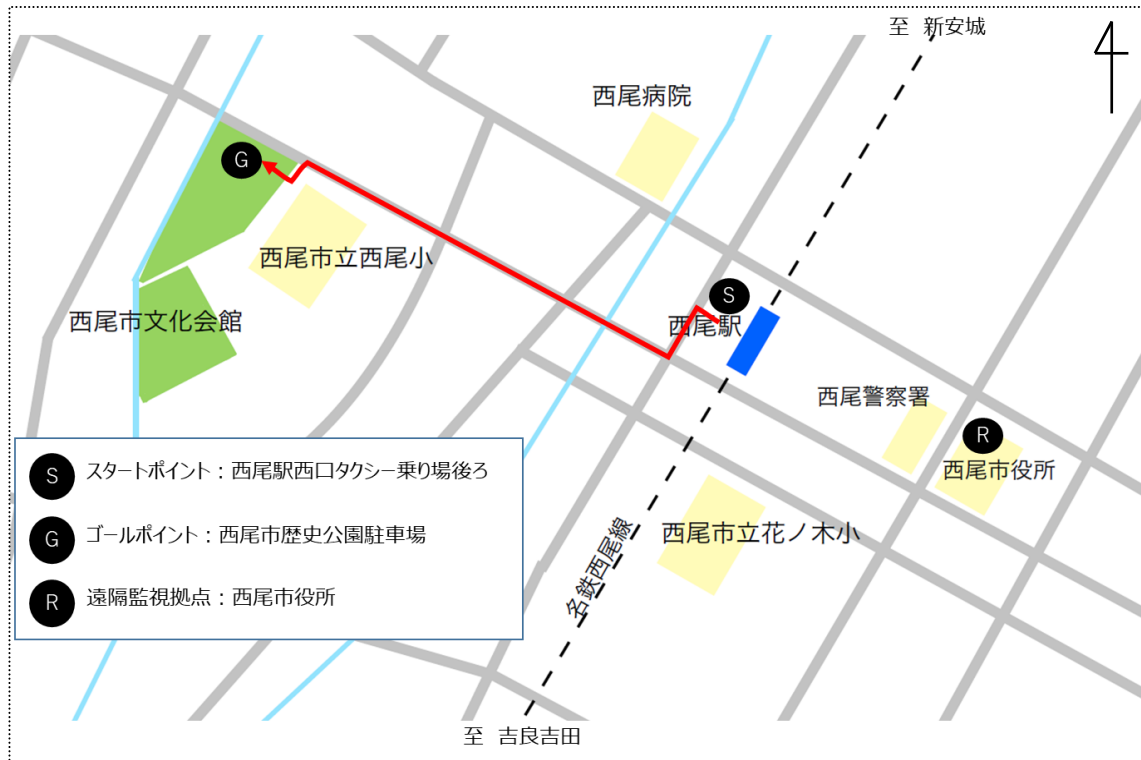 至 新安城
西尾病院
G
西尾市立西尾小
S
西尾駅
西尾市文化会館
西尾警察署
R
西尾市役所
西尾市立花ノ木小
名鉄西尾線
S スタートポイント：西尾駅西口タクシー乗り場後ろ
G ゴールポイント：西尾市歴史公園駐車場
R 遠隔監視拠点：西尾市役所
至 吉良吉田